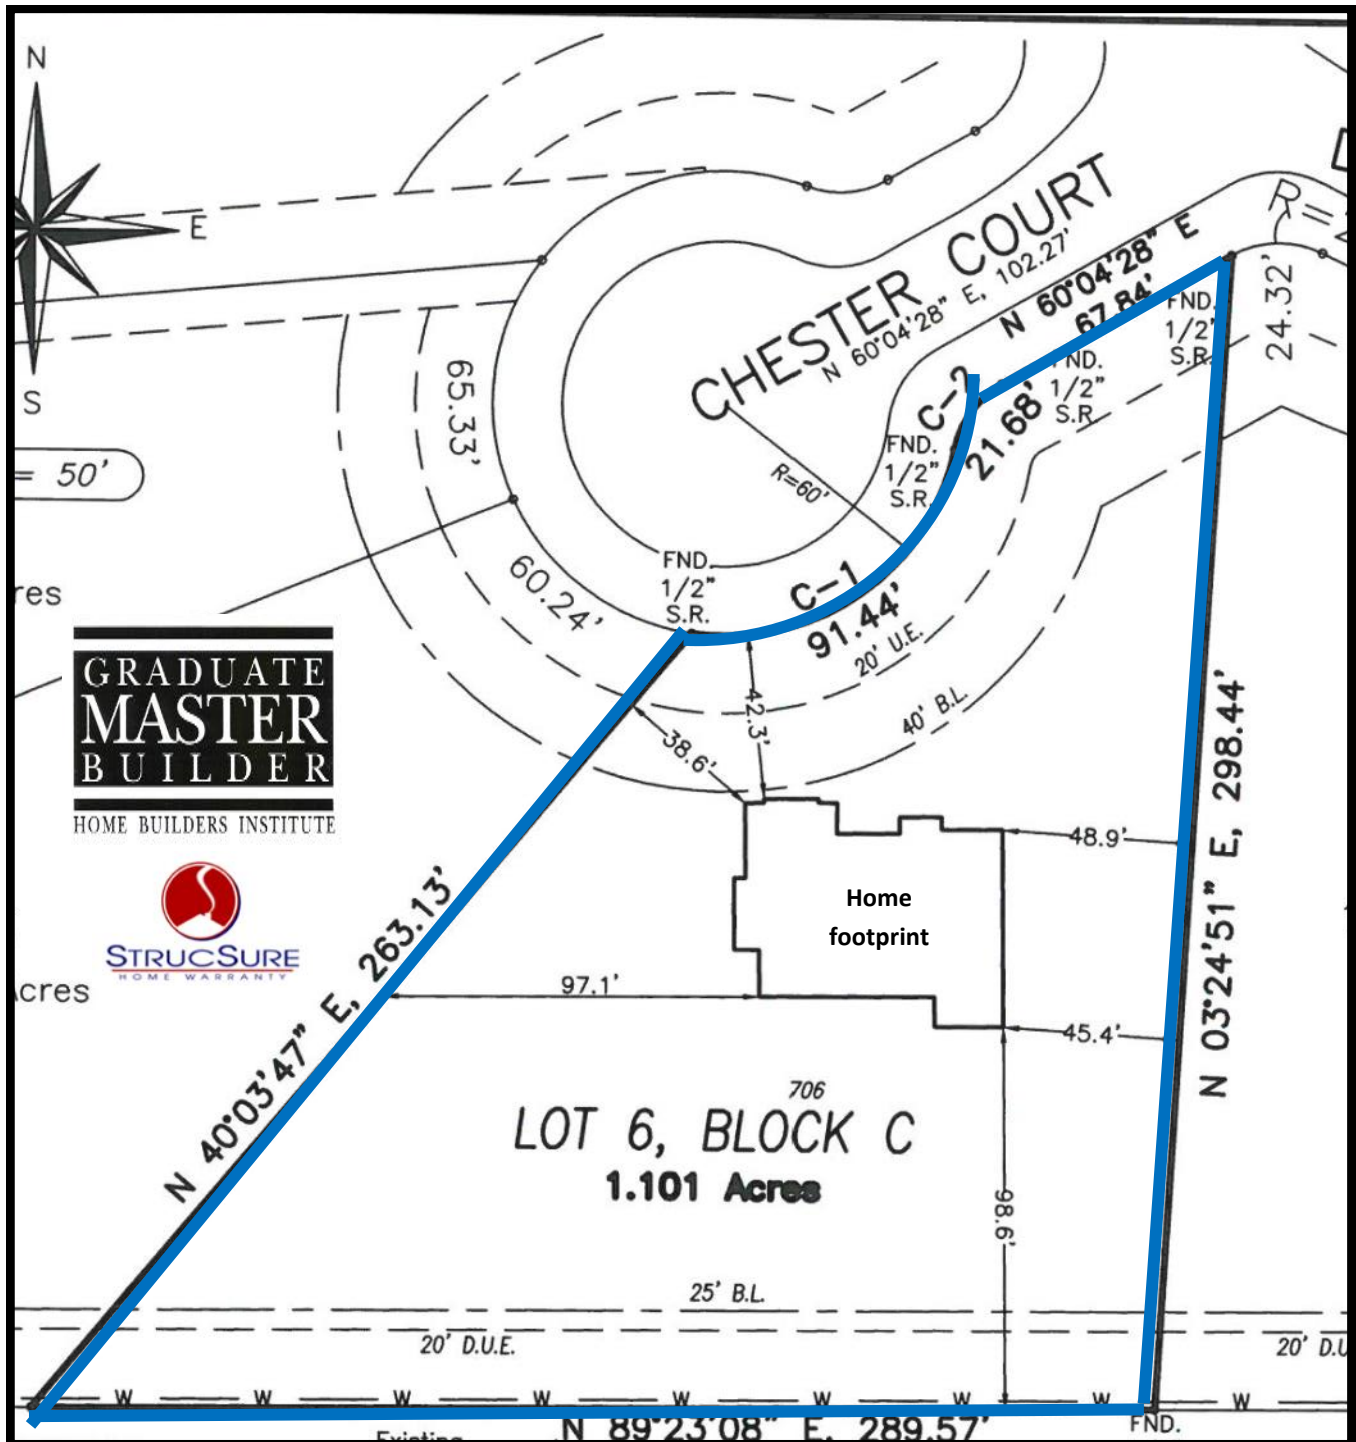 N
E
S
= 50'
res
cres
CHESTER COURT
N 60°04'28" E, 102.27'
N 60°04'28" E
67.84'
FND.
1/2"
S.R.
24.32'
FND.
1/2"
S.R.
C-2
21.68'
FND.
1/2"
S.R.
R=60'
65.33'
60.24'
FND.
1/2"
S.R.
C-1
91.44'
20' U.E.
40' B.L.
42.3'
38.6'
GRADUATE
MASTER
BUILDER
HOME BUILDERS INSTITUTE
STRUCSURE
HOME WARRANTY
N 40°03'47" E, 263.13'
48.9'
Home
footprint
97.1'
45.4'
N 03°24'51" E, 298.44'
706
LOT 6, BLOCK C
1.101 Acres
98.6'
25' B.L.
20' D.U.E.
20' D.U
W W W W W W W W W
N 89°23'08" E, 289.57'
FND.
Existing